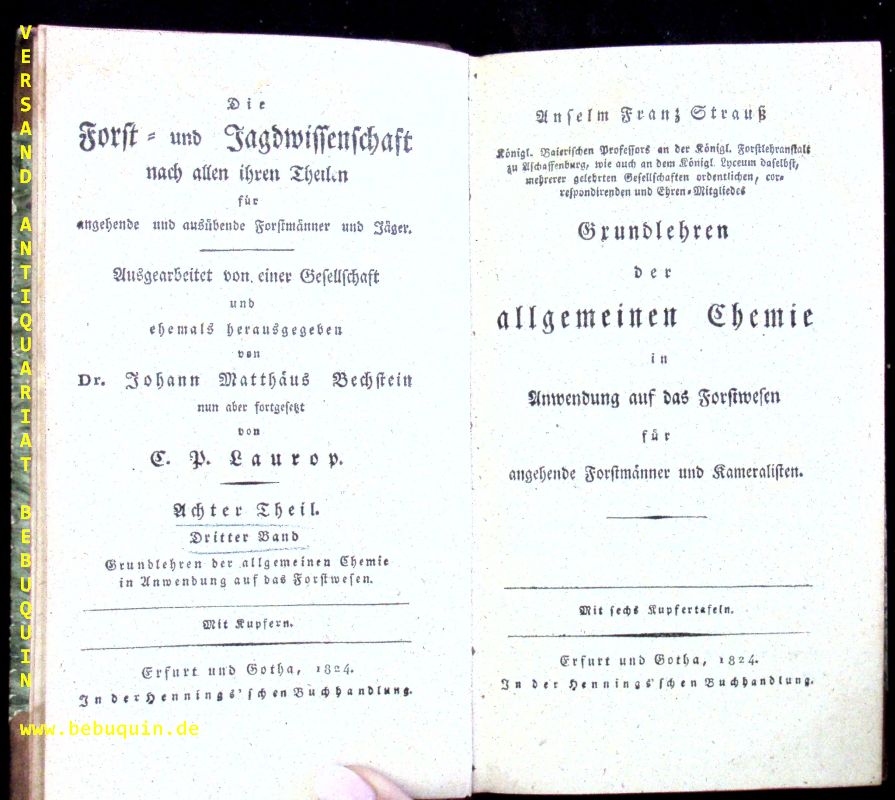 Die
Forst- und Jagdwissenschaft
nach allen ihren Theilen
für
angehende und ausübende Forstmänner und Jäger.
Ausgearbeitet von einer Gesellschaft
und
ehemals herausgegeben
von
Dr. Johann Matthäus Bechstein
nun aber fortgesetzt
von
C. P. Laurop.
Achter Theil.
Dritter Band
Grundlehren der allgemeinen Chemie
in Anwendung auf das Forstwesen.
Mit Kupfern.
Erfurt und Gotha, 1824.
In der Hennings'schen Buchhandlung.
Anselm Franz Strauß
Königl. Baierischen Professors an der Königl. Forstlehranstalt
zu Aschaffenburg, wie auch an dem Königl. Lyceum daselbst,
mehrerer gelehrten Gesellschaften ordentlichen, cor-
respondirenden und Ehren-Mitgliedes
Grundlehren
der
allgemeinen Chemie
in
Anwendung auf das Forstwesen
für
angehende Forstmänner und Kameralisten.
Mit sechs Kupfertafeln.
Erfurt und Gotha, 1824.
In der Hennings'schen Buchhandlung.
VERSAND ANTIQUARIAT BEBUQUIN
www.bebuquin.de